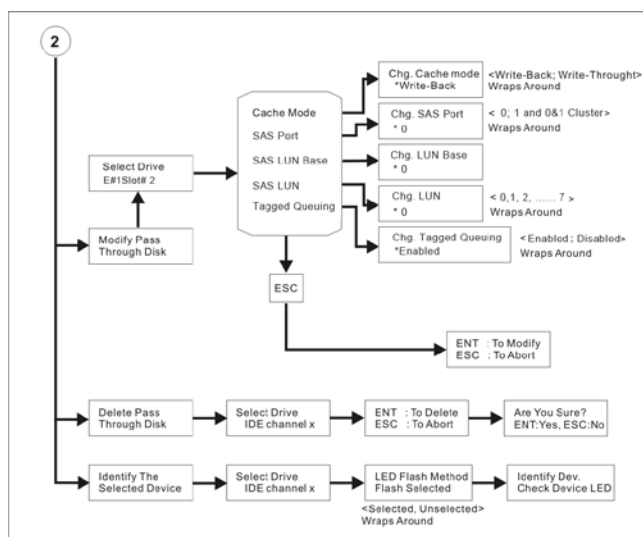 2
Chg. Cache mode
*Write-Back
<Write-Back; Write-Throught>
Wraps Around
Cache Mode
SAS Port
SAS LUN Base
SAS LUN
Tagged Queuing
Chg. SAS Port
* 0
< 0; 1 and 0&1 Cluster>
Wraps Around
Select Drive
E#1Slot# 2
Chg. LUN Base
* 0
Chg. LUN
* 0
< 0,1, 2, ...... 7 >
Wraps Around
Modify Pass
Through Disk
Chg. Tagged Queuing
*Enabled
<Enabled; Disabled>
Wraps Around
ESC
ENT : To Modify
ESC : To Abort
Delete Pass
Through Disk
Select Drive
IDE channel x
ENT : To Delete
ESC : To Abort
Are You Sure?
ENT:Yes, ESC:No
Identify The
Selected Device
Select Drive
IDE channel x
LED Flash Method
Flash Selected
<Selected, Unselected>
Wraps Around
Identify Dev.
Check Device LED